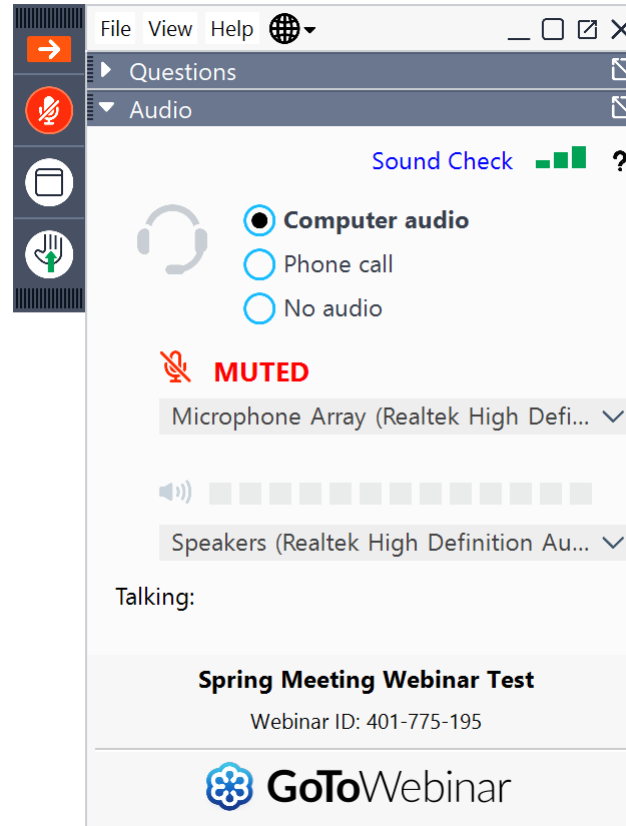 File View Help
Questions
Audio
Sound Check ?
Computer audio
Phone call
No audio
MUTED
Microphone Array (Realtek High Defi...
Speakers (Realtek High Definition Au...
Talking:
Spring Meeting Webinar Test
Webinar ID: 401-775-195
GoToWebinar